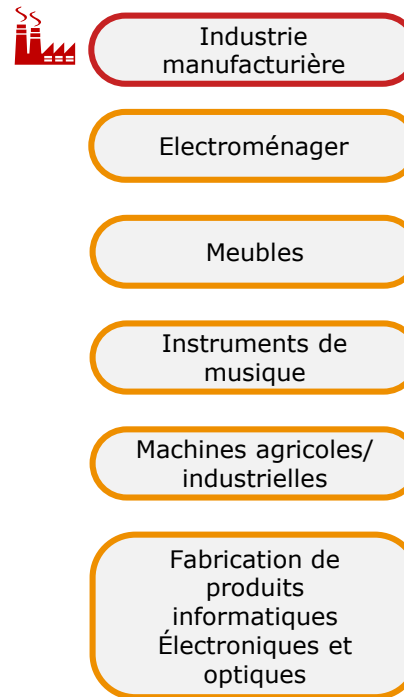 Industrie
manufacturière
Electroménager
Meubles
Instruments de
musique
Machines agricoles/
industrielles
Fabrication de
produits
informatiques
Électroniques et
optiques